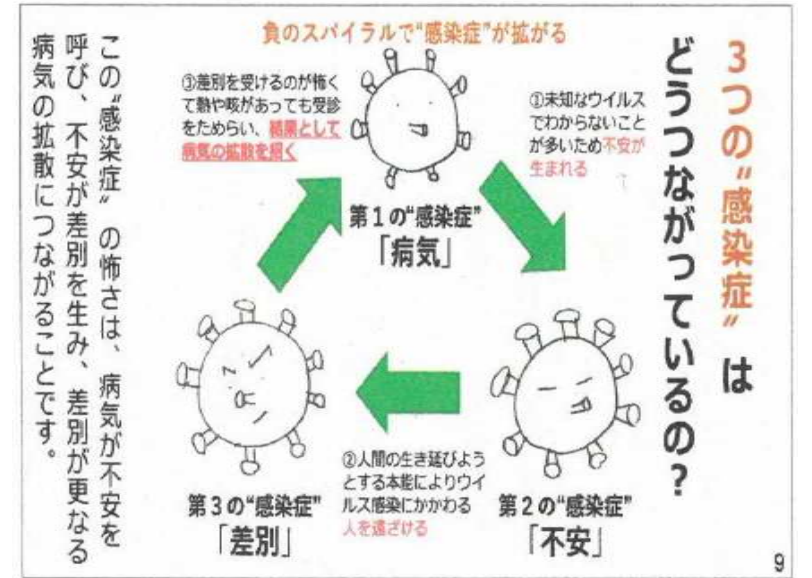 3つの“感染症”は
どうつながっているの？
負のスパイラルで“感染症”が拡がる
①未知なウイルス
でわからないこと
が多いため不安が
生まれる
第1の“感染症”
「病気」
第2の“感染症”
「不安」
②人間の生き延びよう
とする本能によりウイ
ルス感染にかかわる
人を遠ざける
第3の“感染症”
「差別」
③差別を受けるのが怖く
て熱や咳があっても受診
をためらい、結果として
病気の拡散を招く
この“感染症”の怖さは、病気が不安を
呼び、不安が差別を生み、差別が更なる
病気の拡散につながることです。
9